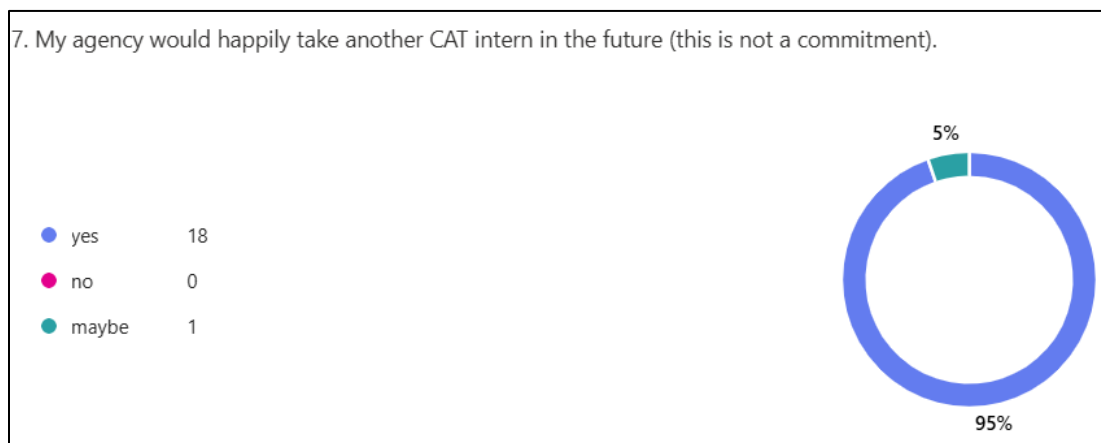 7. My agency would happily take another CAT intern in the future (this is not a commitment).
5%
yes 18
no 0
maybe 1
95%